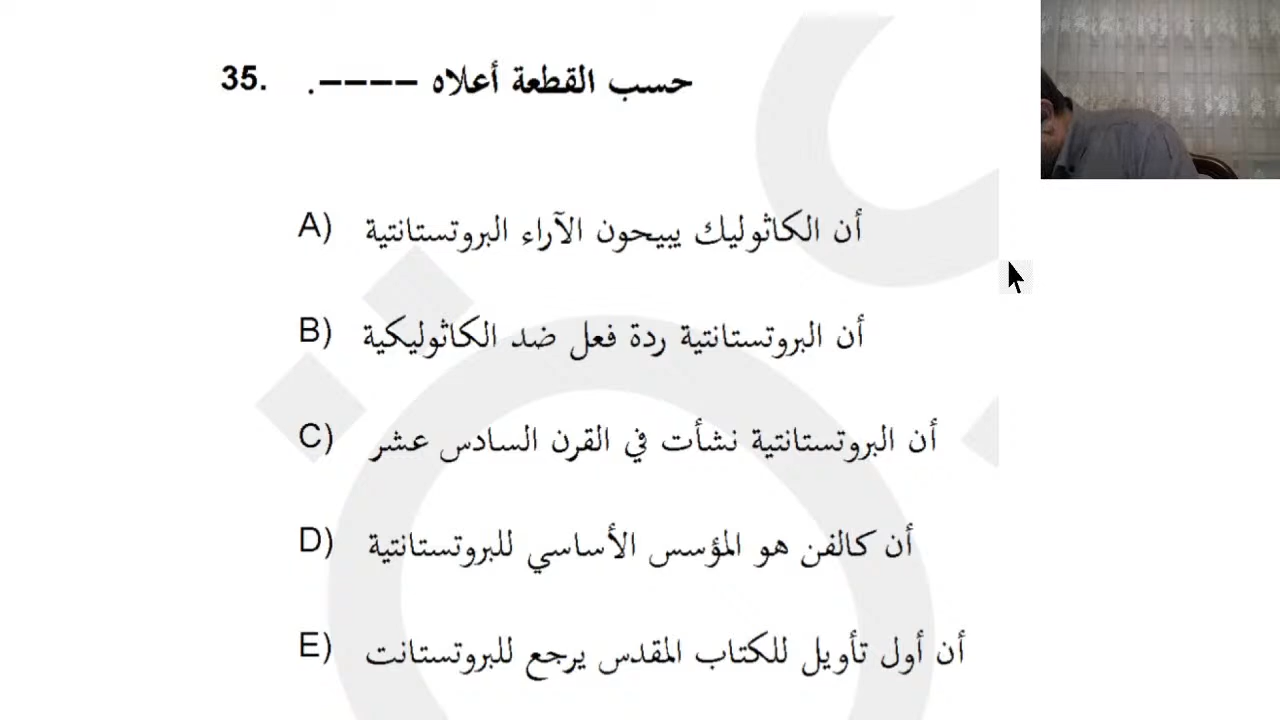 35. حسب القطعة أعلاه ----.
A) أن الكاثوليك يبيحون الآراء البروتستانتية
B) أن البروتستانتية ردة فعل ضد الكاثوليكية
C) أن البروتستانتية نشأت في القرن السادس عشر
D) أن كالفن هو المؤسس الأساسي للبروتستانتية
E) أن أول تأويل للكتاب المقدس يرجع للبروتستانت